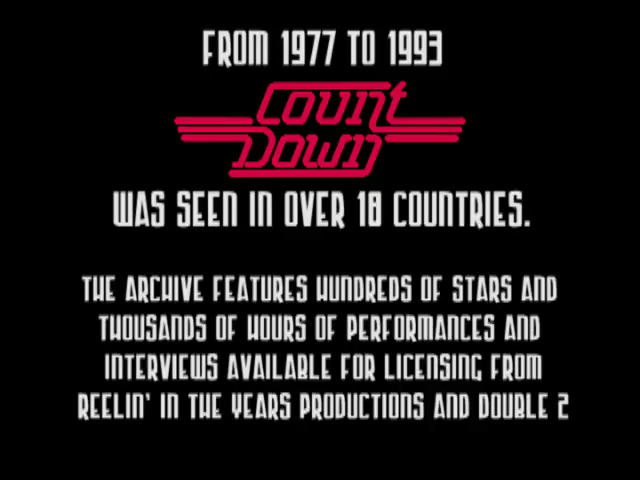 FROM 1977 TO 1993
Count
Down
WAS SEEN IN OVER 18 COUNTRIES.
THE ARCHIVE FEATURES HUNDREDS OF STARS AND
THOUSANDS OF HOURS OF PERFORMANCES AND
INTERVIEWS AVAILABLE FOR LICENSING FROM
REELIN' IN THE YEARS PRODUCTIONS AND DOUBLE 2